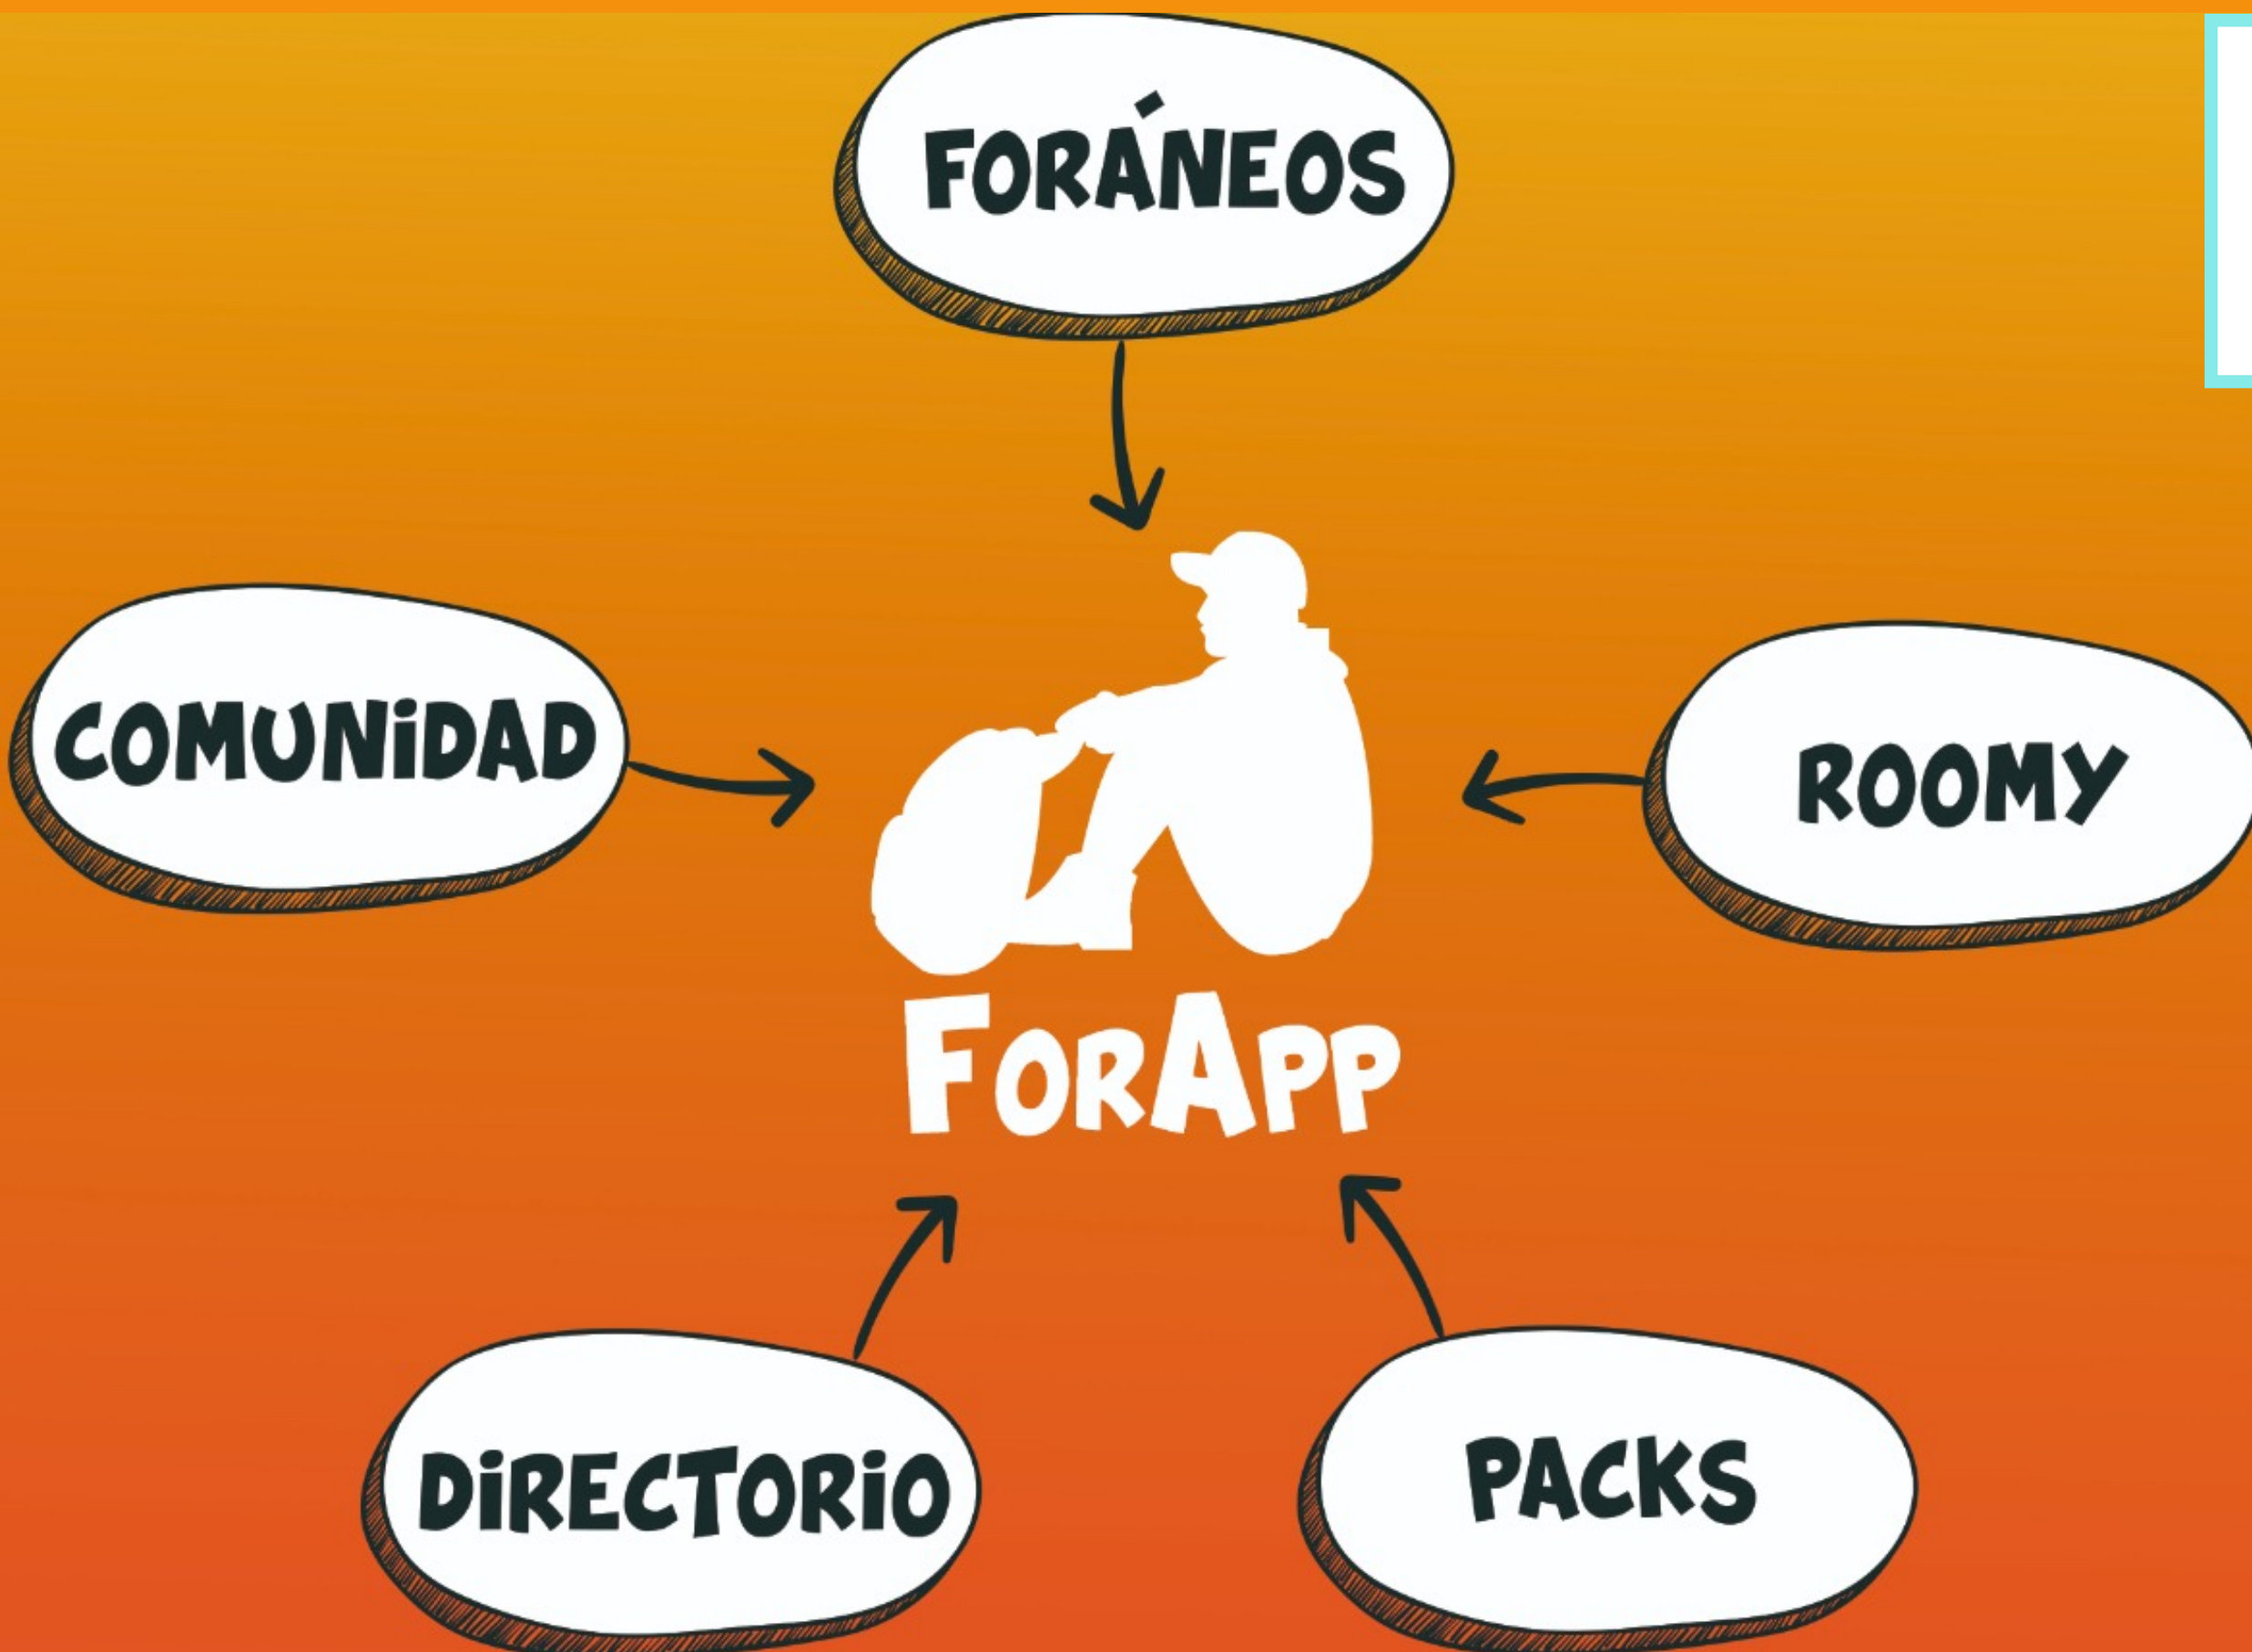 FORÁNEOS
COMUNiDAD
ROOMY
FORAPP
DiRECTORiO
PACKS